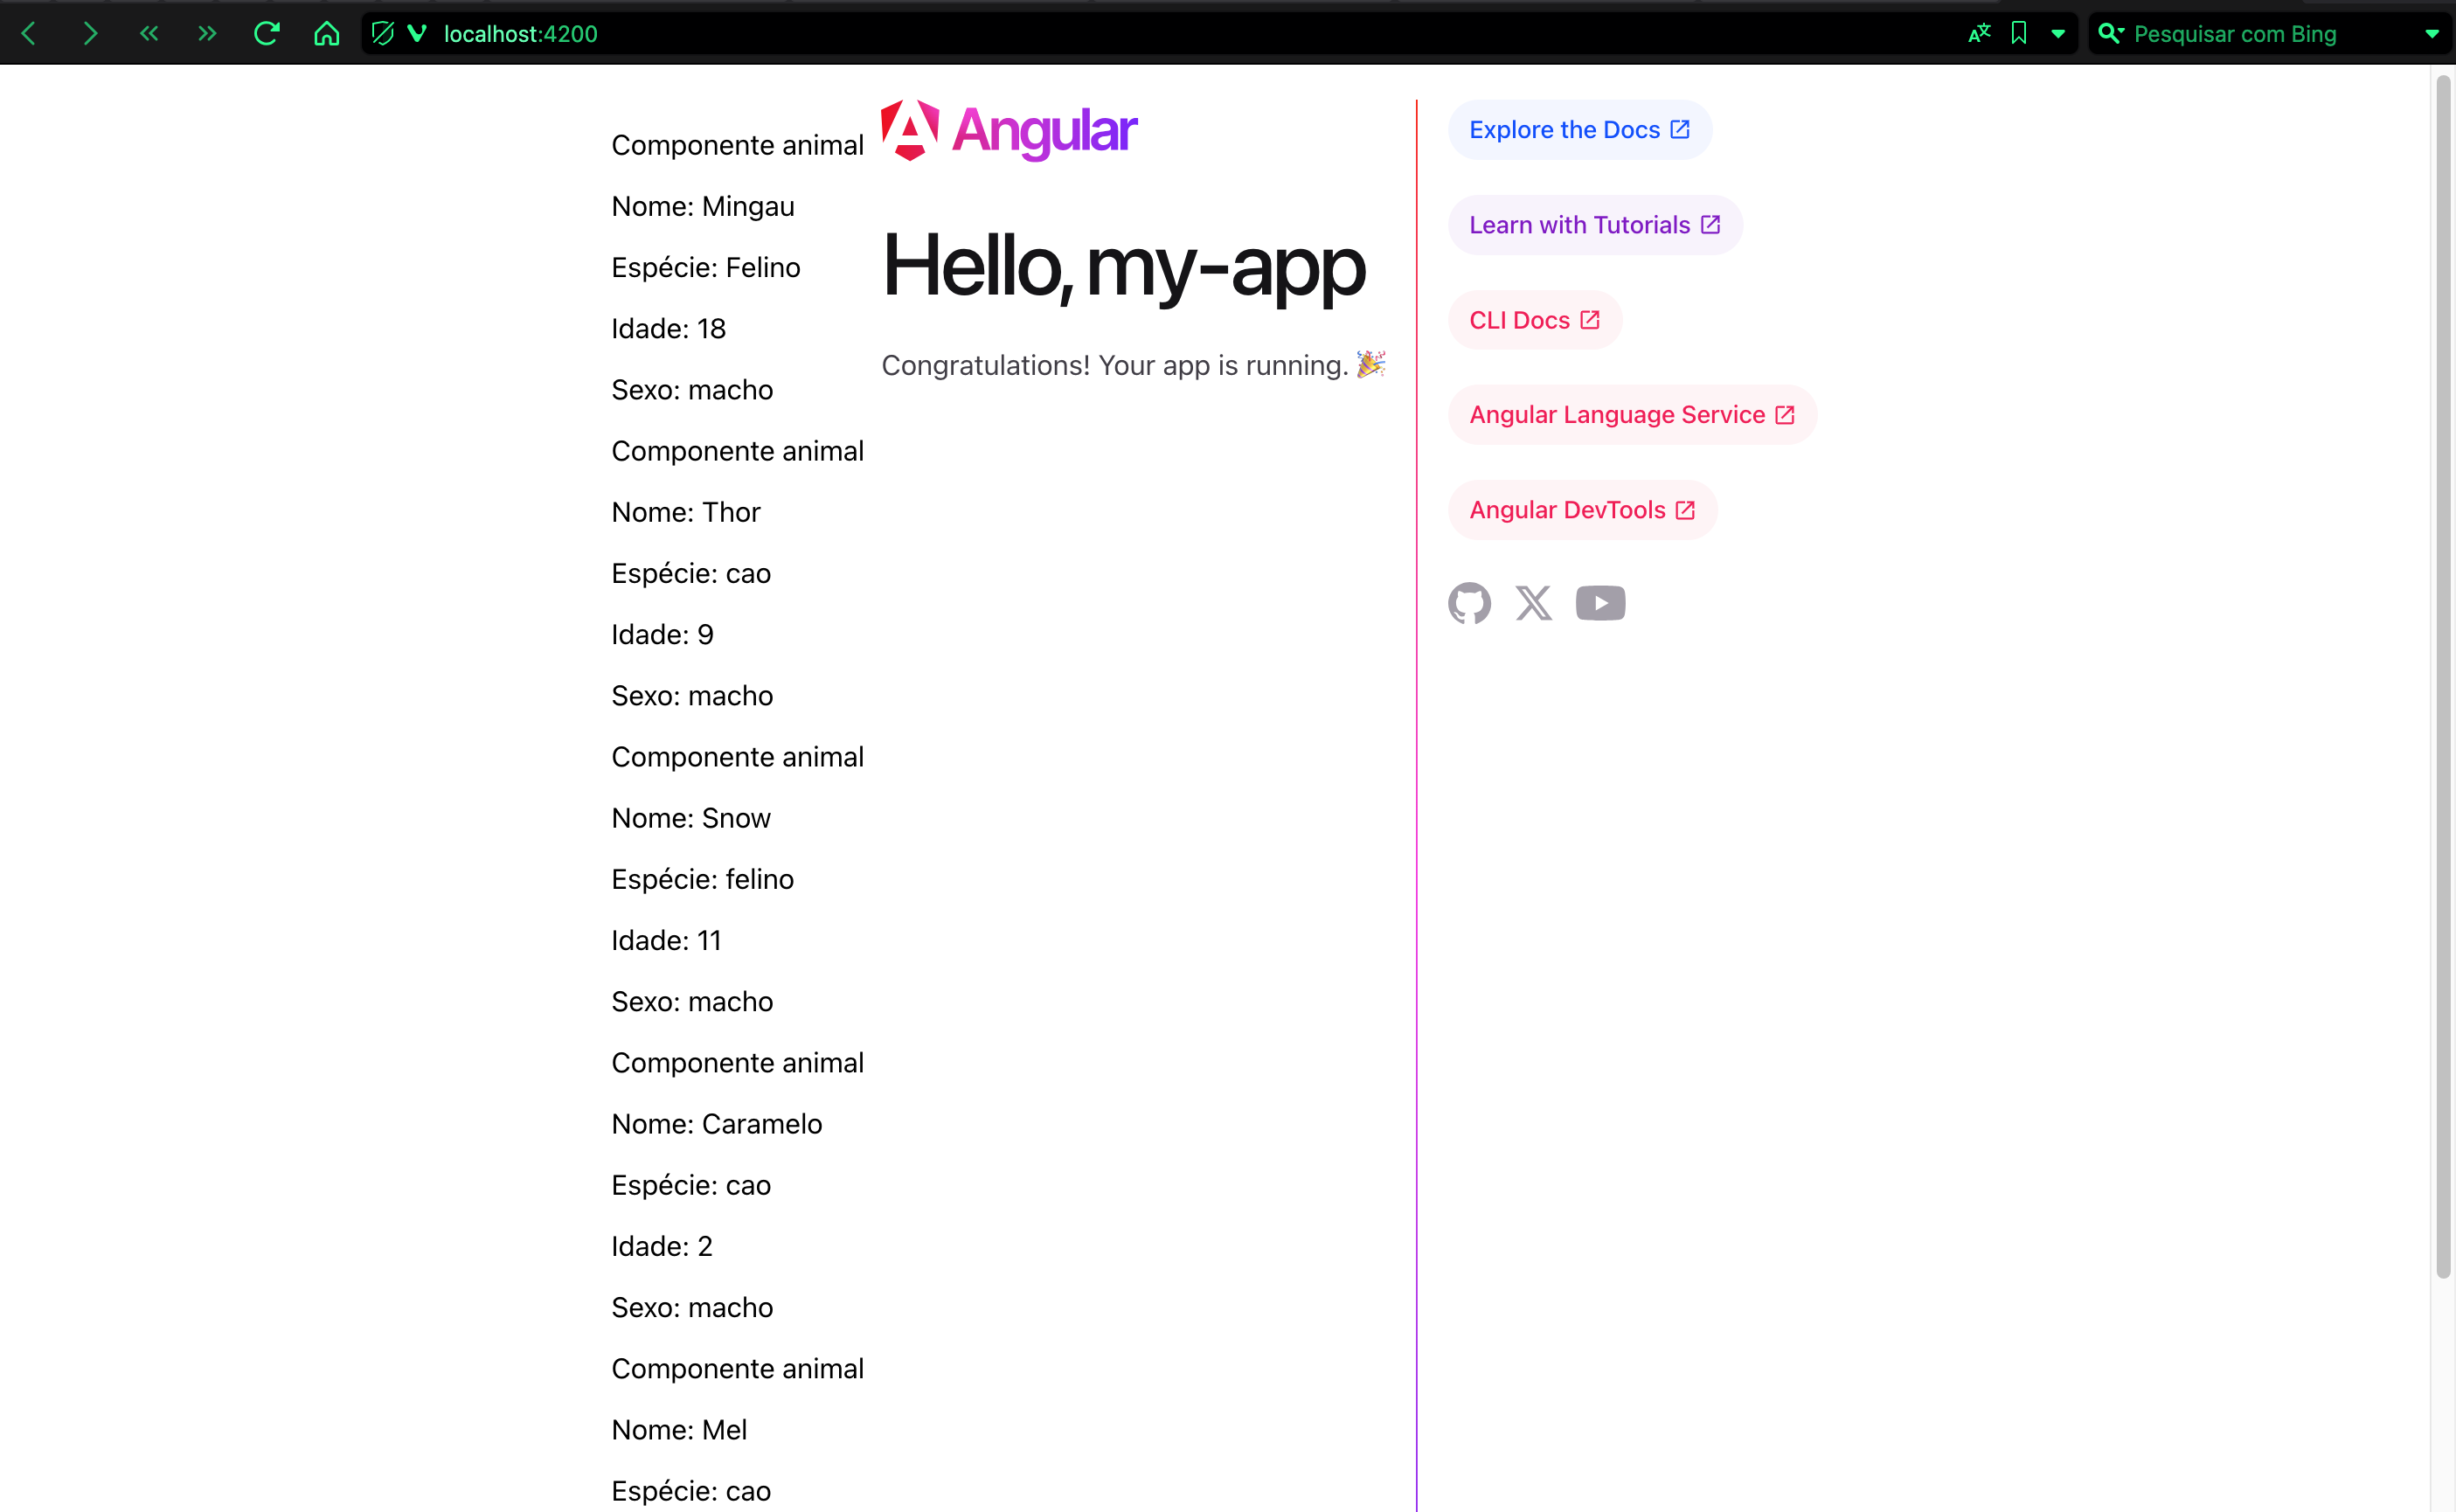 localhost:4200
Pesquisar com Bing
Componente animal
Nome: Mingau
Espécie: Felino
Idade: 18
Sexo: macho
Componente animal
Nome: Thor
Espécie: cao
Idade: 9
Sexo: macho
Componente animal
Nome: Snow
Espécie: felino
Idade: 11
Sexo: macho
Componente animal
Nome: Caramelo
Espécie: cao
Idade: 2
Sexo: macho
Componente animal
Nome: Mel
Espécie: cao
Angular
Hello, my-app
Congratulations! Your app is running. 🎉
Explore the Docs
Learn with Tutorials
CLI Docs
Angular Language Service
Angular DevTools